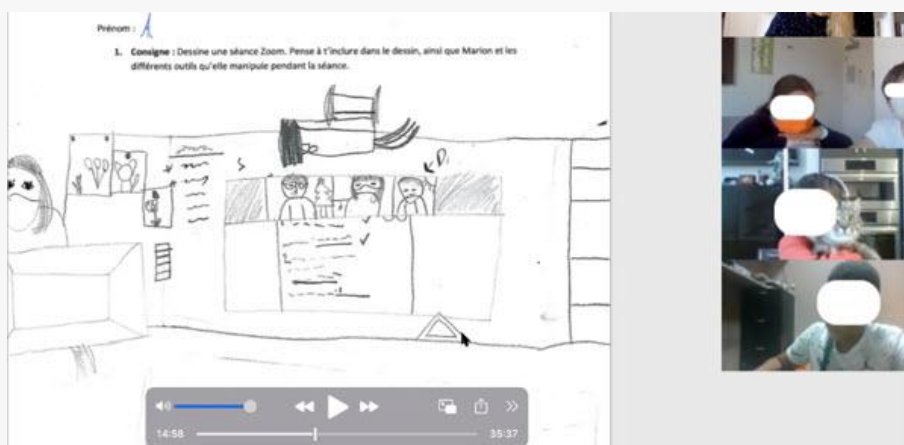 Prénom : A
1. Consigne : Dessine une séance Zoom. Pense à t'inclure dans le dessin, ainsi que Marion et les
différents outils qu'elle manipule pendant la séance.
14:58
35:37